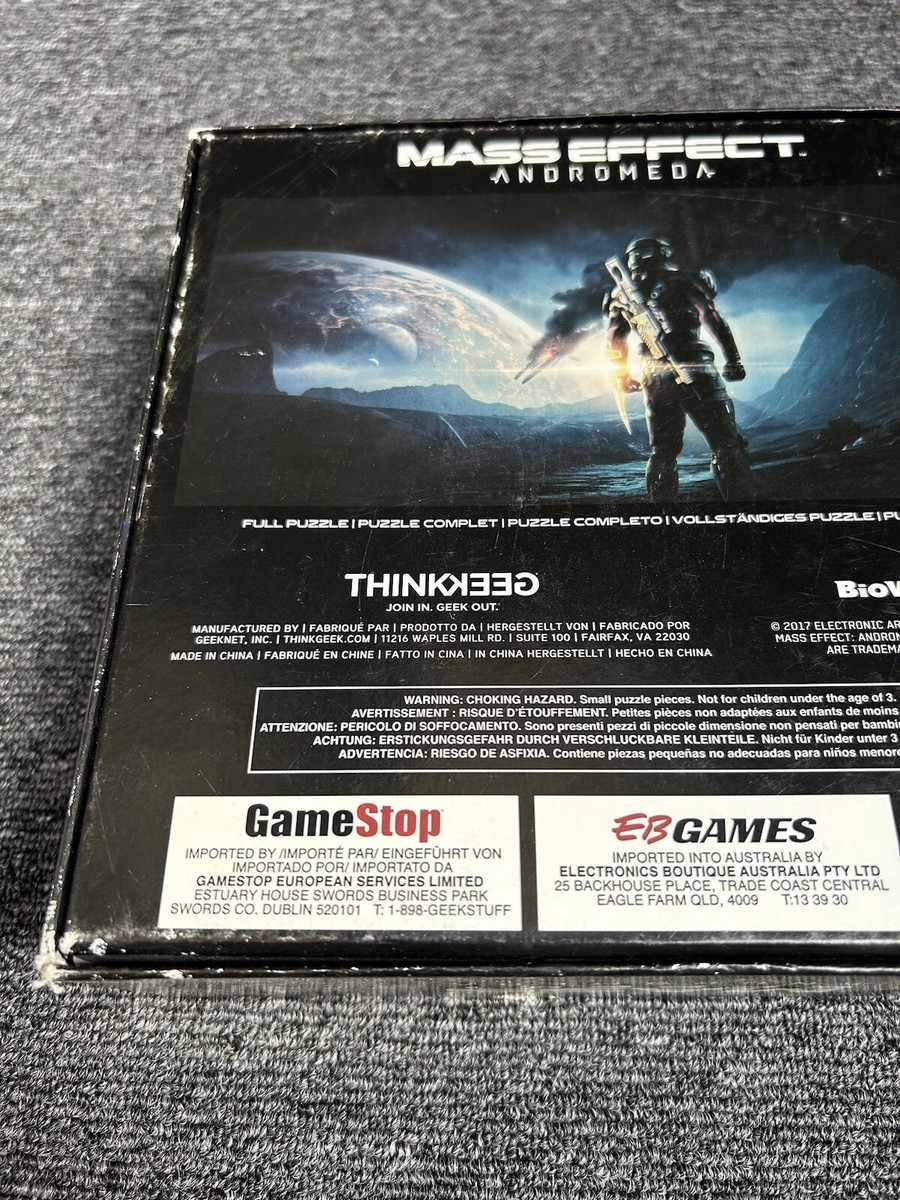 MASS EFFECT™
ANDROMEDA
FULL PUZZLE | PUZZLE COMPLET | PUZZLE COMPLETO | VOLLSTÄNDIGES PUZZLE |
THINKGEEK
JOIN IN. GEEK OUT.
MANUFACTURED BY | FABRIQUÉ PAR | PRODOTTO DA | HERGESTELLT VON | FABRICADO POR
GEEKNET, INC. | THINKGEEK.COM | 11216 WAPLES MILL RD. | SUITE 100 | FAIRFAX, VA 22030
MADE IN CHINA | FABRIQUÉ EN CHINE | FATTO IN CINA | IN CHINA HERGESTELLT | HECHO EN CHINA
BioW
© 2017 ELECTRONIC AR
MASS EFFECT: ANDROM
ARE TRADEMA
WARNING: CHOKING HAZARD. Small puzzle pieces. Not for children under the age of 3.
AVERTISSEMENT : RISQUE D'ÉTOUFFEMENT. Petites pièces non adaptées aux enfants de moins
ATTENZIONE: PERICOLO DI SOFFOCAMENTO. Sono presenti pezzi di piccole dimensione non pensati per bambi
ACHTUNG: ERSTICKUNGSGEFAHR DURCH VERSCHLUCKBARE KLEINTEILE. Nicht für Kinder unter 3
ADVERTENCIA: RIESGO DE ASFIXIA. Contiene piezas pequeñas no adecuadas para niños menore
GameStop
IMPORTED BY /IMPORTÉ PAR/ EINGEFÜHRT VON
IMPORTADO POR/ IMPORTATO DA
GAMESTOP EUROPEAN SERVICES LIMITED
ESTUARY HOUSE SWORDS BUSINESS PARK
SWORDS CO. DUBLIN 520101 T: 1-898-GEEKSTUFF
EB GAMES
IMPORTED INTO AUSTRALIA BY
ELECTRONICS BOUTIQUE AUSTRALIA PTY LTD
25 BACKHOUSE PLACE, TRADE COAST CENTRAL
EAGLE FARM QLD, 4009 T:13 39 30